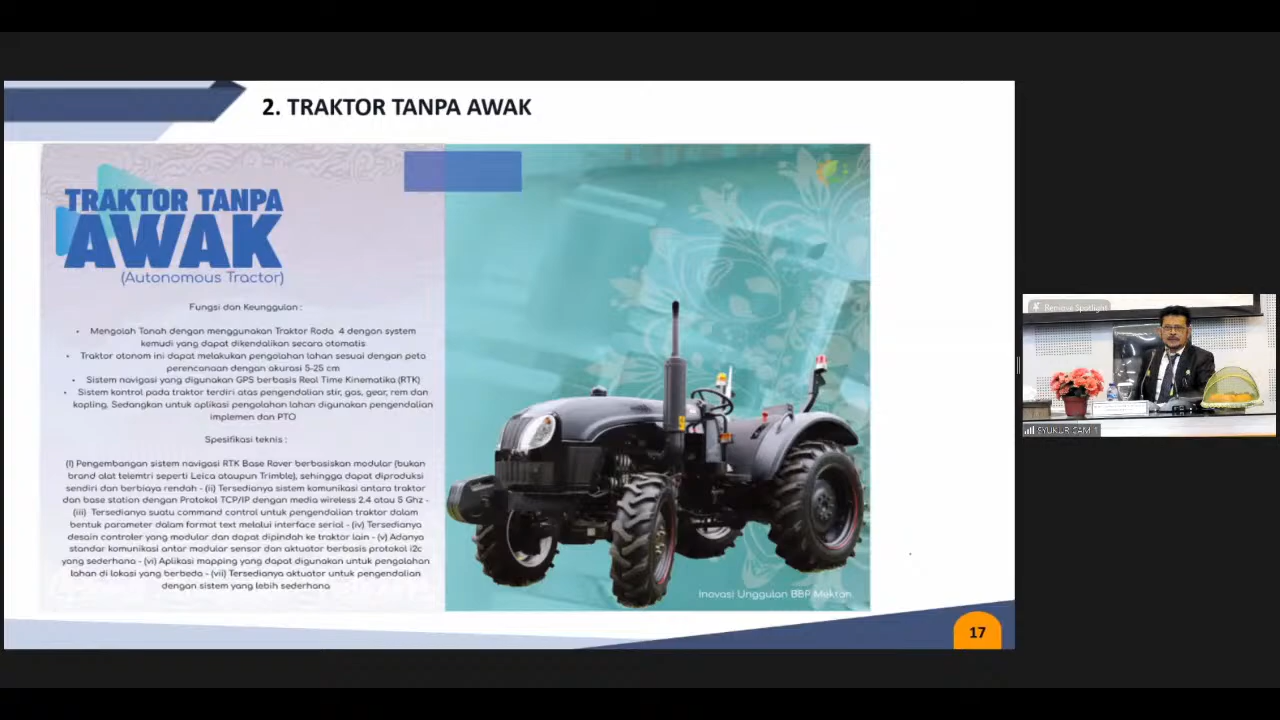 2. TRAKTOR TANPA AWAK
TRAKTOR TANPA
AWAK
(Autonomous Tractor)
Fungsi dan Keunggulan :
• Mengolah Tanah dengan menggunakan Traktor Roda 4 dengan system
kemudi yang dapat dikendalikan secara otomatis
• Traktor otonom ini dapat melakukan pengolahan lahan sesuai dengan peta
perencanaan dengan akurasi 5-25 cm
• Sistem navigasi yang digunakan GPS berbasis Real Time Kinematika (RTK)
• Sistem kontrol pada traktor terdiri atas pengendalian stir, gas, gear, rem dan
kopling. Sedangkan untuk aplikasi pengolahan lahan digunakan pengendalian
implemen dan PTO
Spesifikasi teknis :
(i) Pengembangan sistem navigasi RTK Base Rover berbasiskan modular (bukan
brand alat telemtri seperti Leica ataupun Trimble), sehingga dapat diproduksi
sendiri dan berbiaya rendah - (ii) Tersedianya sistem komunikasi antara traktor
dan base station dengan Protokol TCP/IP dengan media wireless 2.4 atau 5 Ghz -
(iii) Tersedianya suatu command control untuk pengendalian traktor dalam
bentuk parameter dalam format text melalui interface serial - (iv) Tersedianya
desain controler yang modular dan dapat dipindah ke traktor lain - (v) Adanya
standar komunikasi antar modular sensor dan aktuator berbasis protokol i2c
yang sederhana - (vi) Aplikasi mapping yang dapat digunakan untuk pengolahan
lahan di lokasi yang berbeda - (vii) Tersedianya aktuator untuk pengendalian
dengan sistem yang lebih sederhana
Inovasi Unggulan BBP Mektan
17
Remove Spotlight
SYUKUR SAMI 1